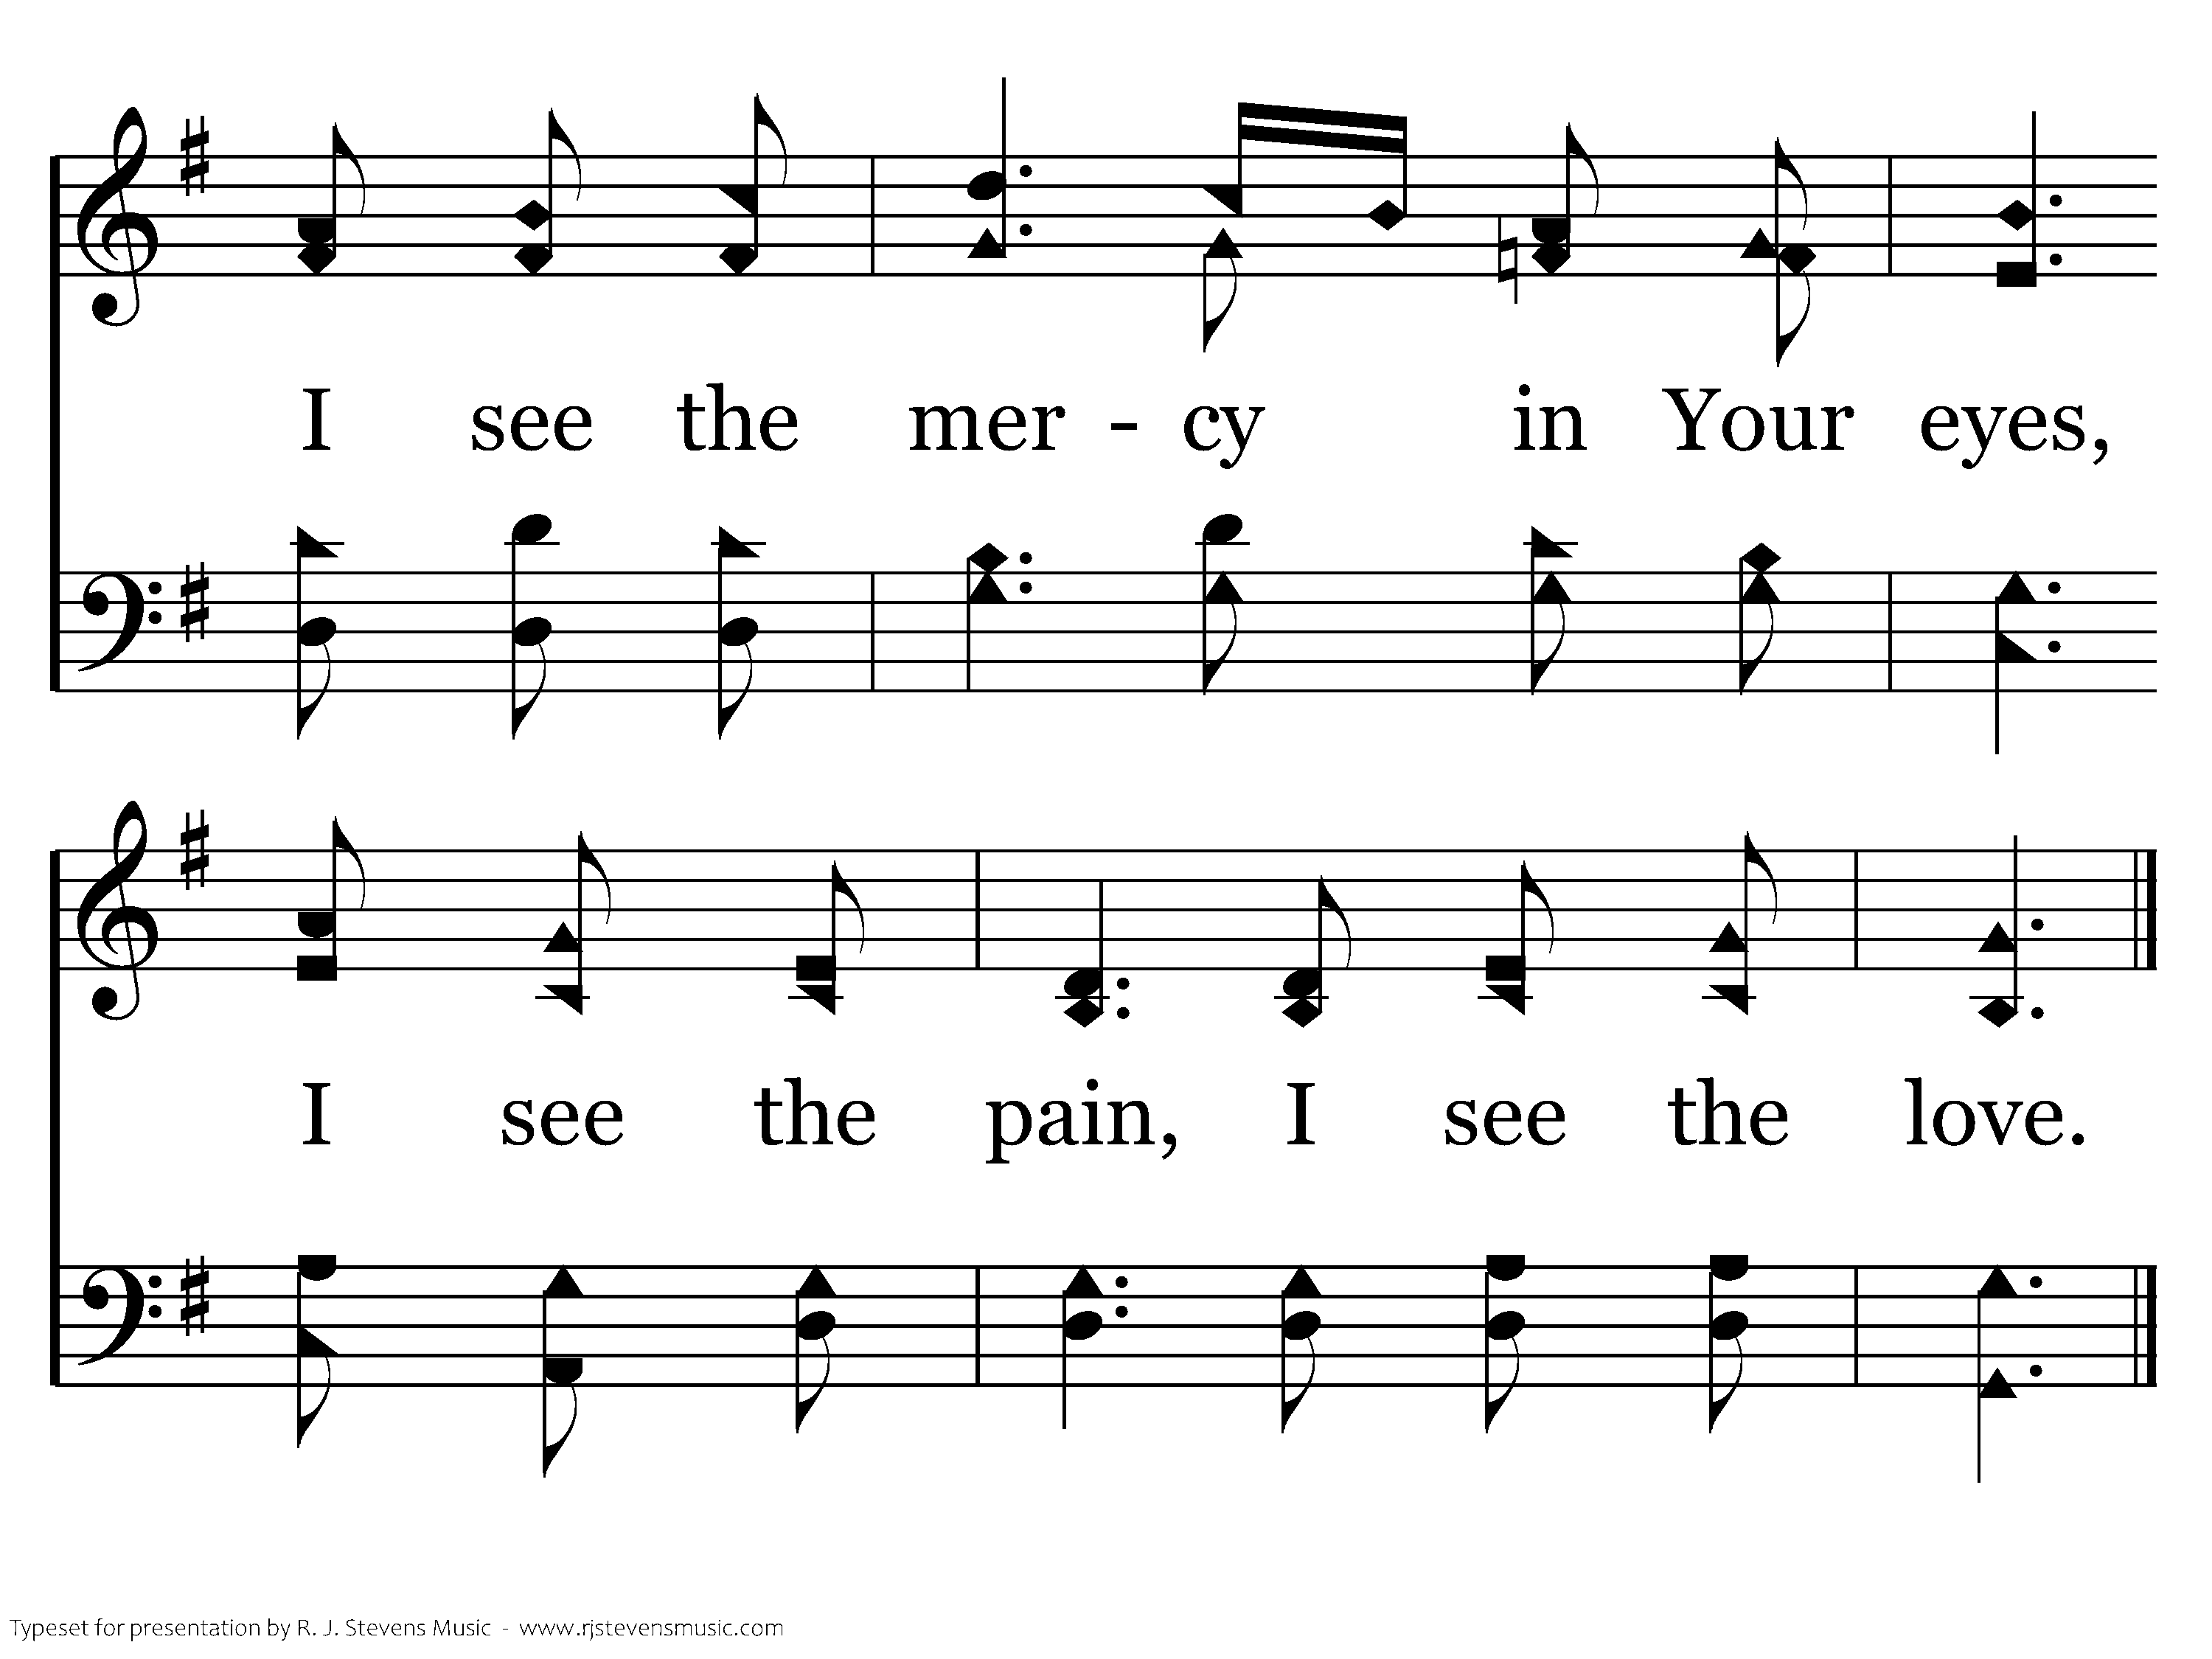 I see the mer - cy in Your eyes,
I see the pain, I see the love.
Typeset for presentation by R. J. Stevens Music - www.rjstevensmusic.com